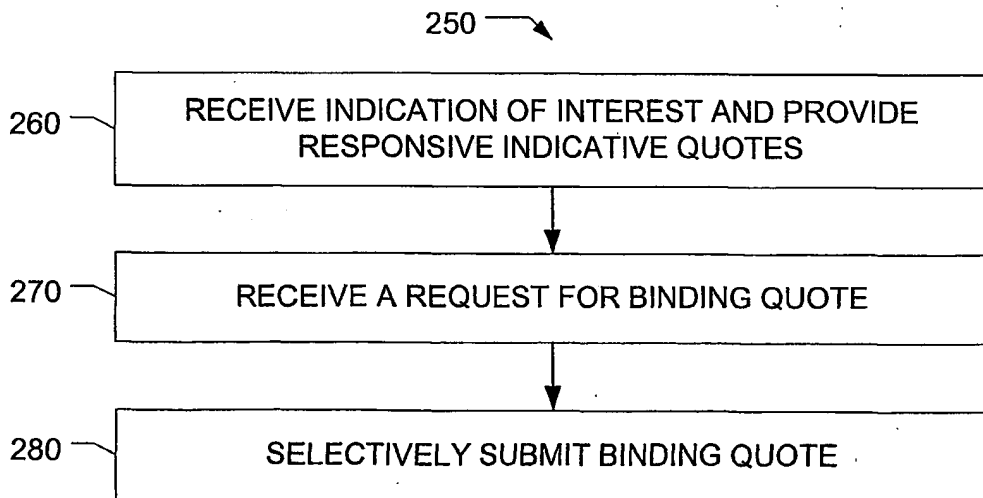 250
260
RECEIVE INDICATION OF INTEREST AND PROVIDE
RESPONSIVE INDICATIVE QUOTES
270
RECEIVE A REQUEST FOR BINDING QUOTE
280
SELECTIVELY SUBMIT BINDING QUOTE